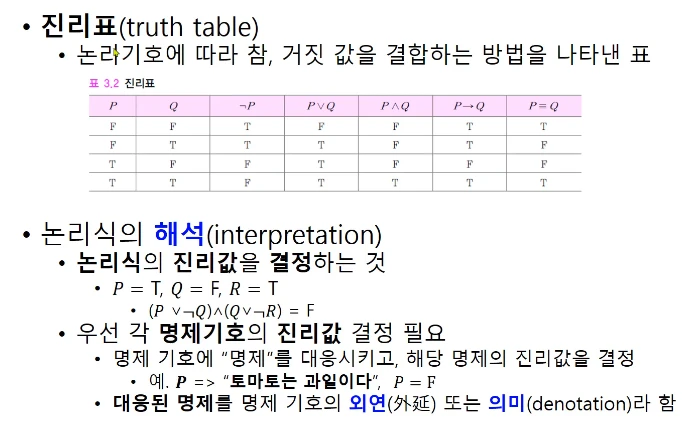 • 진리표(truth table)
• 논리기호에 따라 참, 거짓 값을 결합하는 방법을 나타낸 표
표 3.2 진리표
P Q ¬P P∨Q P∧Q P→Q P≡Q
F F T F F T T
F T T T F T F
T F F T F F F
T T F T T T T
• 논리식의 해석(interpretation)
• 논리식의 진리값을 결정하는 것
• P = T, Q = F, R = T
• (P ∨¬Q)∧(Q∨¬R) = F
• 우선 각 명제기호의 진리값 결정 필요
• 명제 기호에 “명제”를 대응시키고, 해당 명제의 진리값을 결정
• 예. P => “토마토는 과일이다”, P = F
• 대응된 명제를 명제 기호의 외연(外延) 또는 의미(denotation)라 함